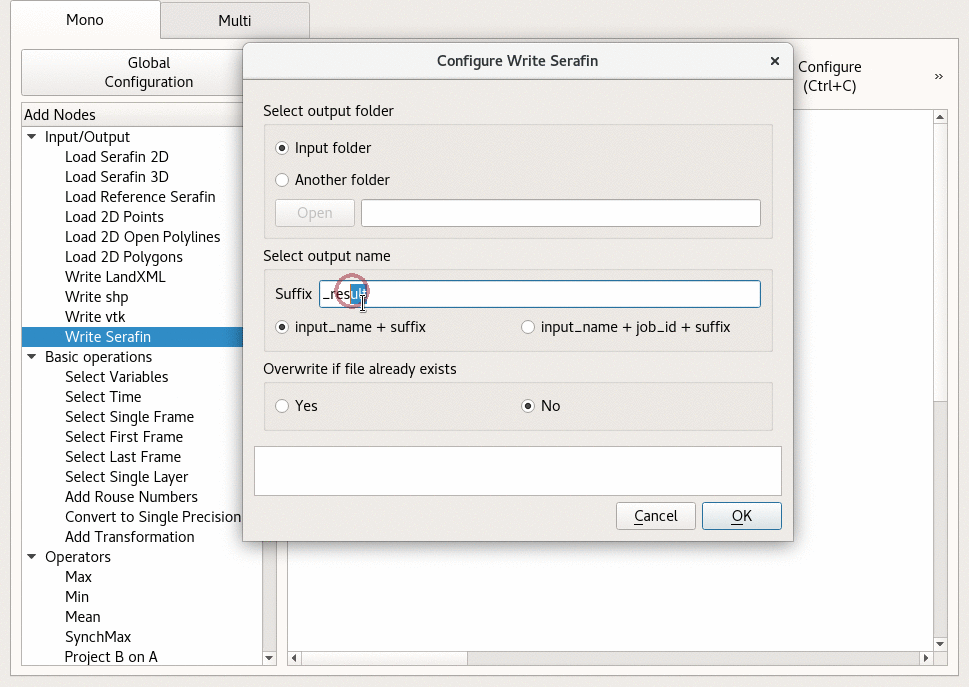 Mono
Multi
Global
Configuration
Configure Write Serafin
×
Configure
(Ctrl+C)
»
Add Nodes
Input/Output
Load Serafin 2D
Load Serafin 3D
Load Reference Serafin
Load 2D Points
Load 2D Open Polylines
Load 2D Polygons
Write LandXML
Write shp
Write vtk
Write Serafin
Basic operations
Select Variables
Select Time
Select Single Frame
Select First Frame
Select Last Frame
Select Single Layer
Add Rouse Numbers
Convert to Single Precision
Add Transformation
Operators
Max
Min
Mean
SynchMax
Project B on A
Select output folder
Input folder
Another folder
Open
Select output name
Suffix _result
input_name + suffix
input_name + job_id + suffix
Overwrite if file already exists
Yes
No
Cancel
OK